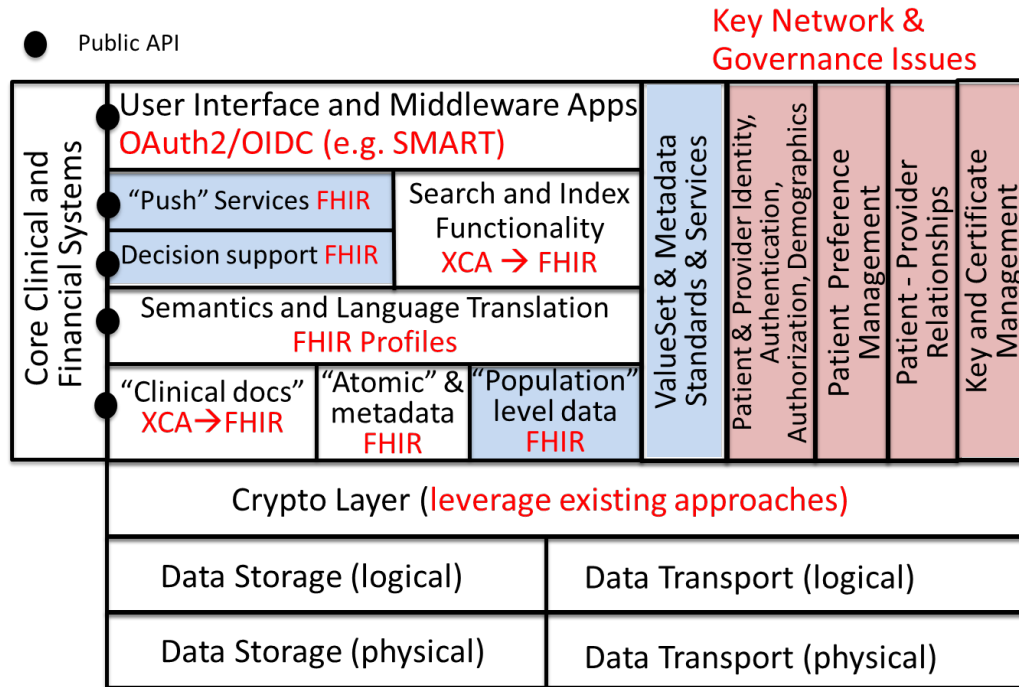 Public API
Key Network &
Governance Issues
Core Clinical and
Financial Systems
User Interface and Middleware Apps
OAuth2/OIDC (e.g. SMART)
“Push” Services FHIR
Decision support FHIR
Search and Index
Functionality
XCA → FHIR
Semantics and Language Translation
FHIR Profiles
“Clinical docs”
XCA→FHIR
“Atomic” &
metadata
FHIR
“Population”
level data
FHIR
ValueSet & Metadata
Standards & Services
Patient & Provider Identity,
Authentication,
Authorization, Demographics
Patient Preference
Management
Patient - Provider
Relationships
Key and Certificate
Management
Crypto Layer (leverage existing approaches)
Data Storage (logical)
Data Transport (logical)
Data Storage (physical)
Data Transport (physical)